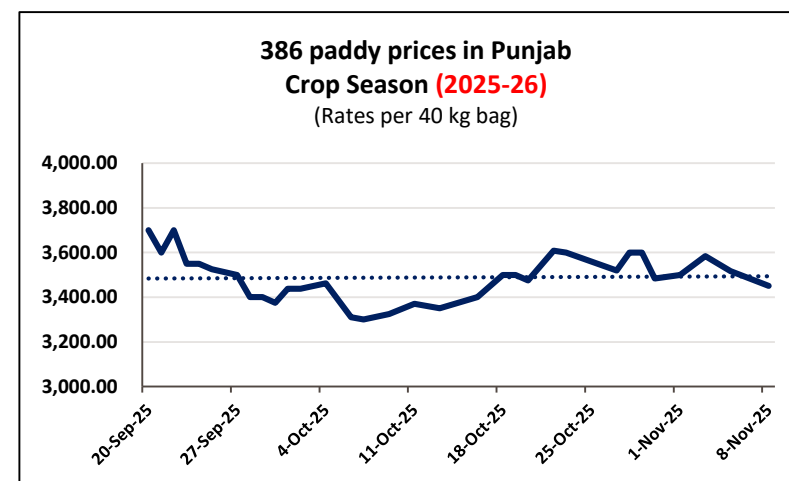 386 paddy prices in Punjab
Crop Season (2025-26)
(Rates per 40 kg bag)
4,000.00
3,800.00
3,600.00
3,400.00
3,200.00
3,000.00
20-Sep-25
27-Sep-25
4-Oct-25
11-Oct-25
18-Oct-25
25-Oct-25
1-Nov-25
8-Nov-25